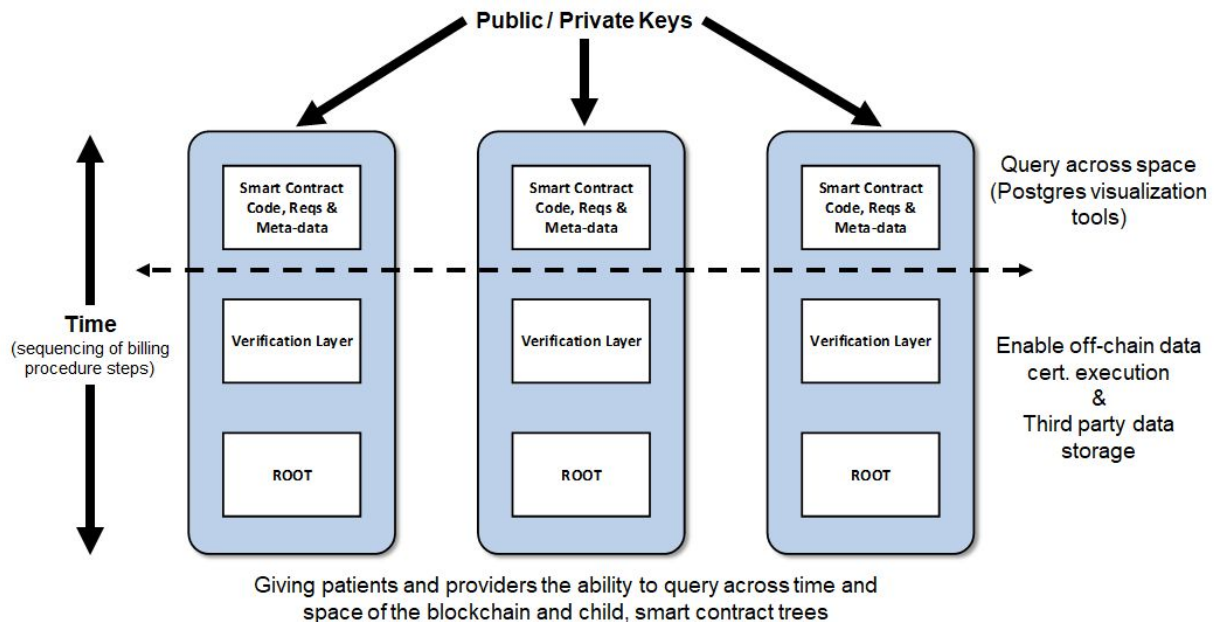 Public / Private Keys
Smart Contract
Code, Reqs &
Meta-data
Smart Contract
Code, Reqs &
Meta-data
Smart Contract
Code, Reqs &
Meta-data
Query across space
(Postgres visualization
tools)
Time
(sequencing of billing
procedure steps)
Verification Layer
Verification Layer
Verification Layer
Enable off-chain data
cert. execution
&
Third party data
storage
ROOT
ROOT
ROOT
Giving patients and providers the ability to query across time and
space of the blockchain and child, smart contract trees